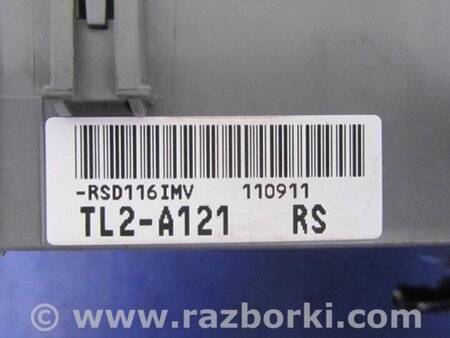 -RSD116IMV 110911
TL2-A121 RS
© www.razborki.com